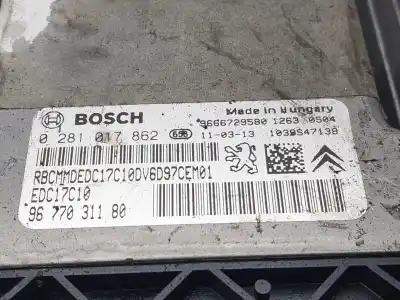 BOSCH
Made in Hungary
9666729580 1263 0504
0 281 017 862 11-03-13 1039S47139
RBCMMDEDC17C10DV6D97CEM01
EDC17C10
96 770 311 80